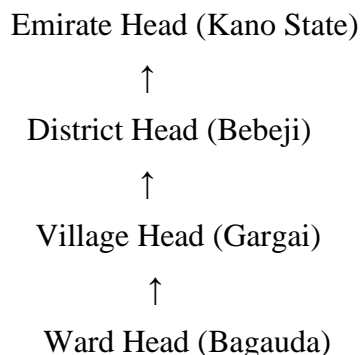 Emirate Head (Kano State)
↑
District Head (Bebeji)
↑
Village Head (Gargai)
↑
Ward Head (Bagauda)